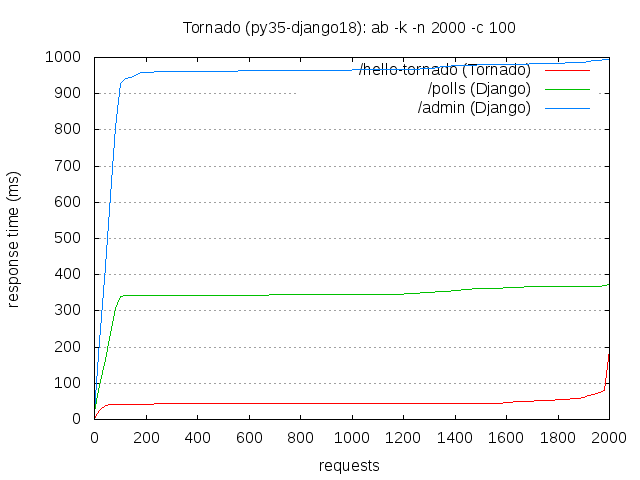 Tornado (py35-django18): ab -k -n 2000 -c 100
response time (ms)
1000
900
800
700
600
500
400
300
200
100
0
/hello-tornado (Tornado)
/polls (Django)
/admin (Django)
0 200 400 600 800 1000 1200 1400 1600 1800 2000
requests